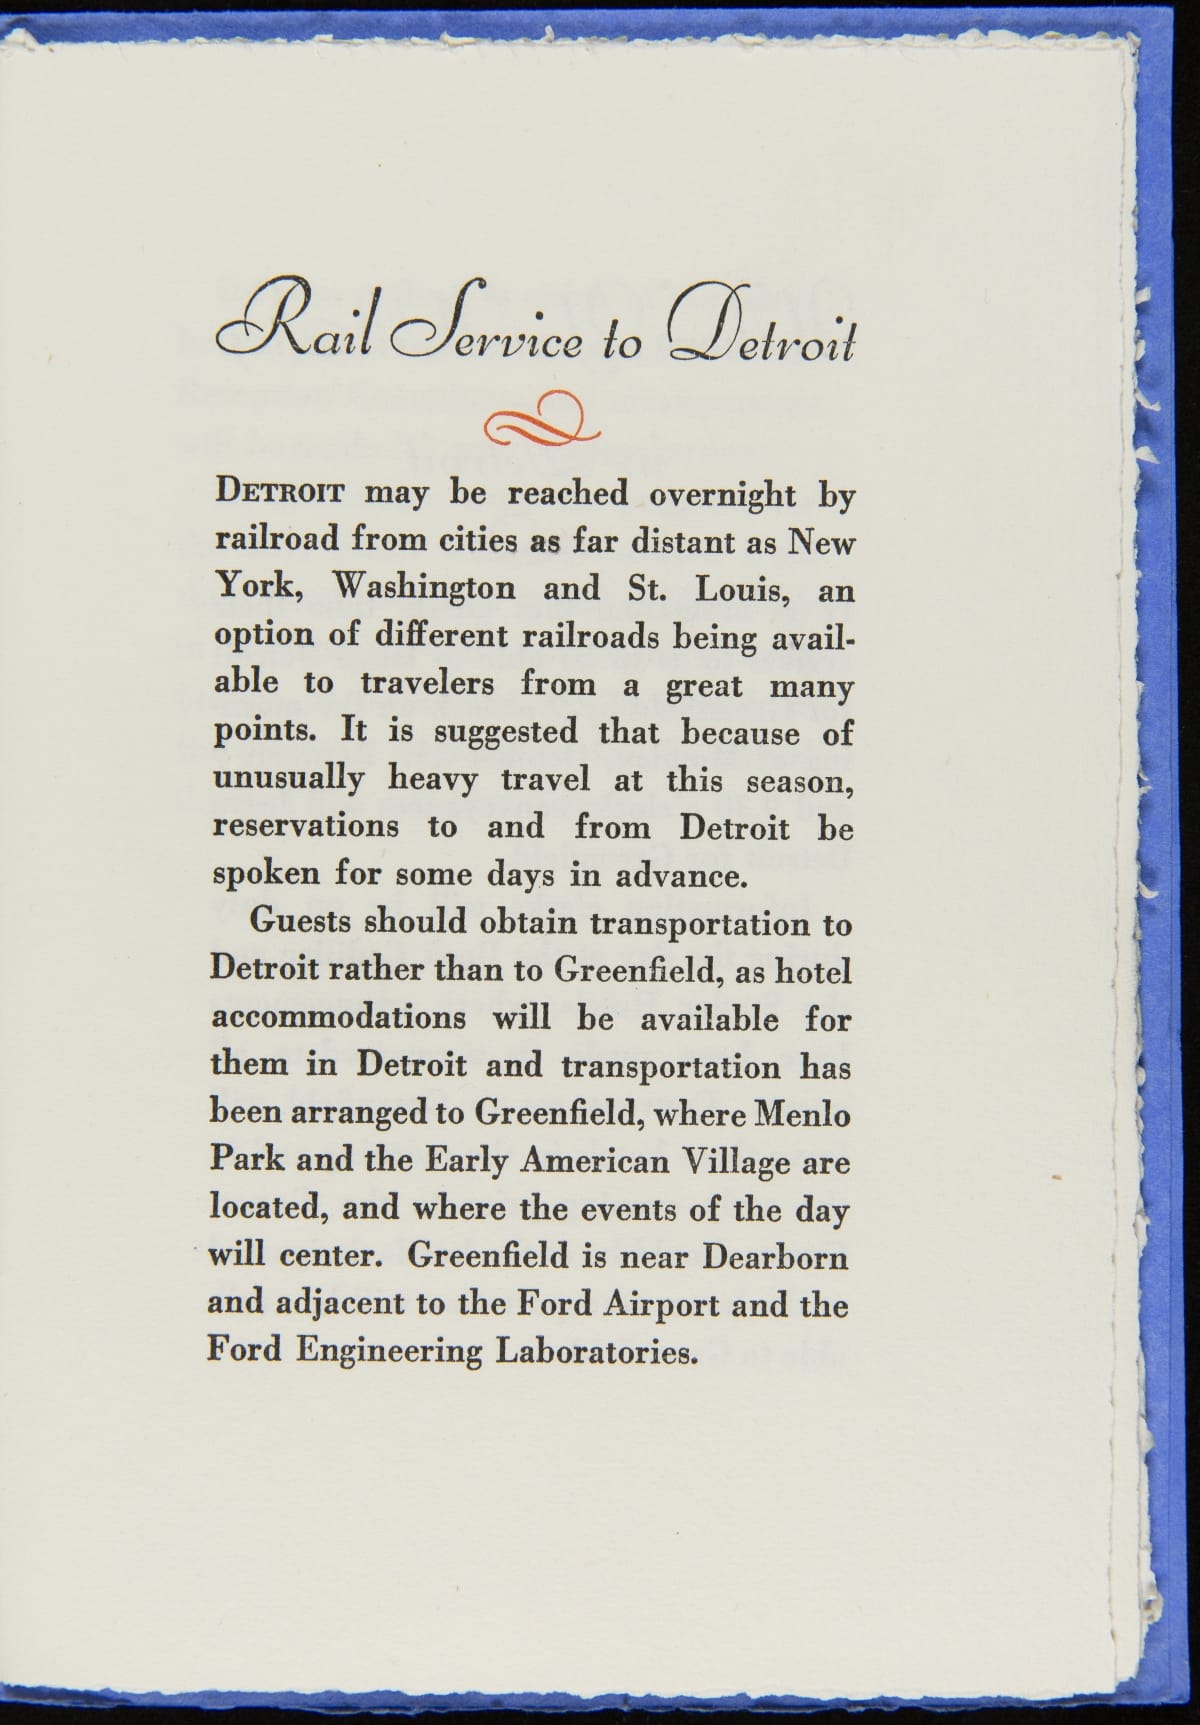 Rail Service to Detroit
DETROIT may be reached overnight by
railroad from cities as far distant as New
York, Washington and St. Louis, an
option of different railroads being avail-
able to travelers from a great many
points. It is suggested that because of
unusually heavy travel at this season,
reservations to and from Detroit be
spoken for some days in advance.
Guests should obtain transportation to
Detroit rather than to Greenfield, as hotel
accommodations will be available for
them in Detroit and transportation has
been arranged to Greenfield, where Menlo
Park and the Early American Village are
located, and where the events of the day
will center. Greenfield is near Dearborn
and adjacent to the Ford Airport and the
Ford Engineering Laboratories.